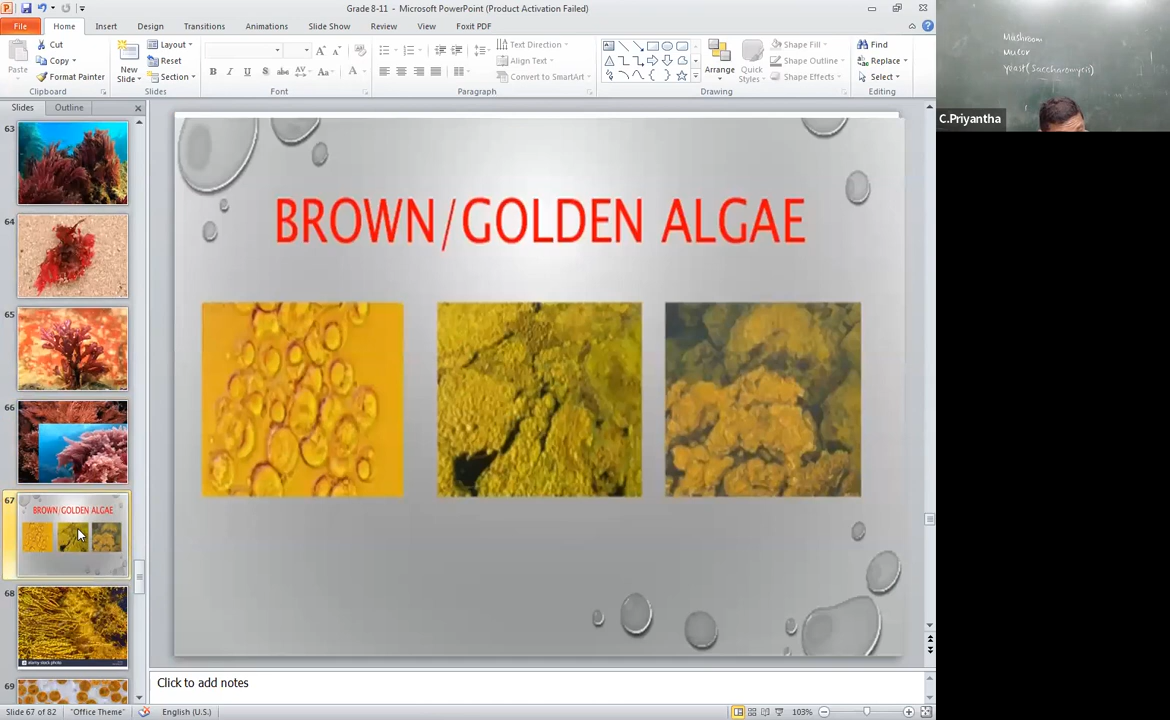 Grade 8-11 - Microsoft PowerPoint (Product Activation Failed)
File Home Insert Design Transitions Animations Slide Show Review View Foxit PDF
Paste
Cut
Copy
Format Painter
Clipboard
New Slide
Layout
Reset
Section
Slides
Font
Paragraph
Text Direction
Align Text
Convert to SmartArt
Arrange
Quick Styles
Shape Fill
Shape Outline
Shape Effects
Drawing
Find
Replace
Select
Editing
Slides Outline
63
64
65
66
67
BROWN/GOLDEN ALGAE
68
alamy stock photo
69
BROWN/GOLDEN ALGAE
Click to add notes
Slide 67 of 82 "Office Theme" English (U.S.) 103%
Mushroom
Mucor
Yeast (Saccharomycis)
C.Priyantha